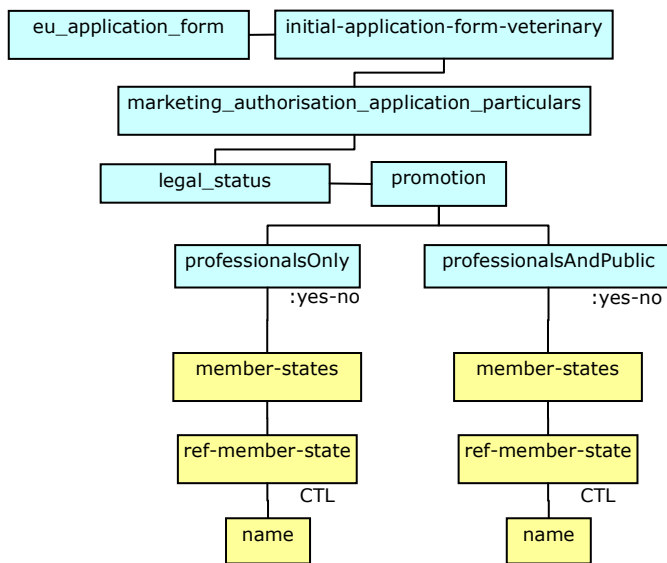 eu_application_form
initial-application-form-veterinary
marketing_authorisation_application_particulars
legal_status
promotion
professionalsOnly
professionalsAndPublic
:yes-no
:yes-no
member-states
member-states
ref-member-state
ref-member-state
CTL
CTL
name
name